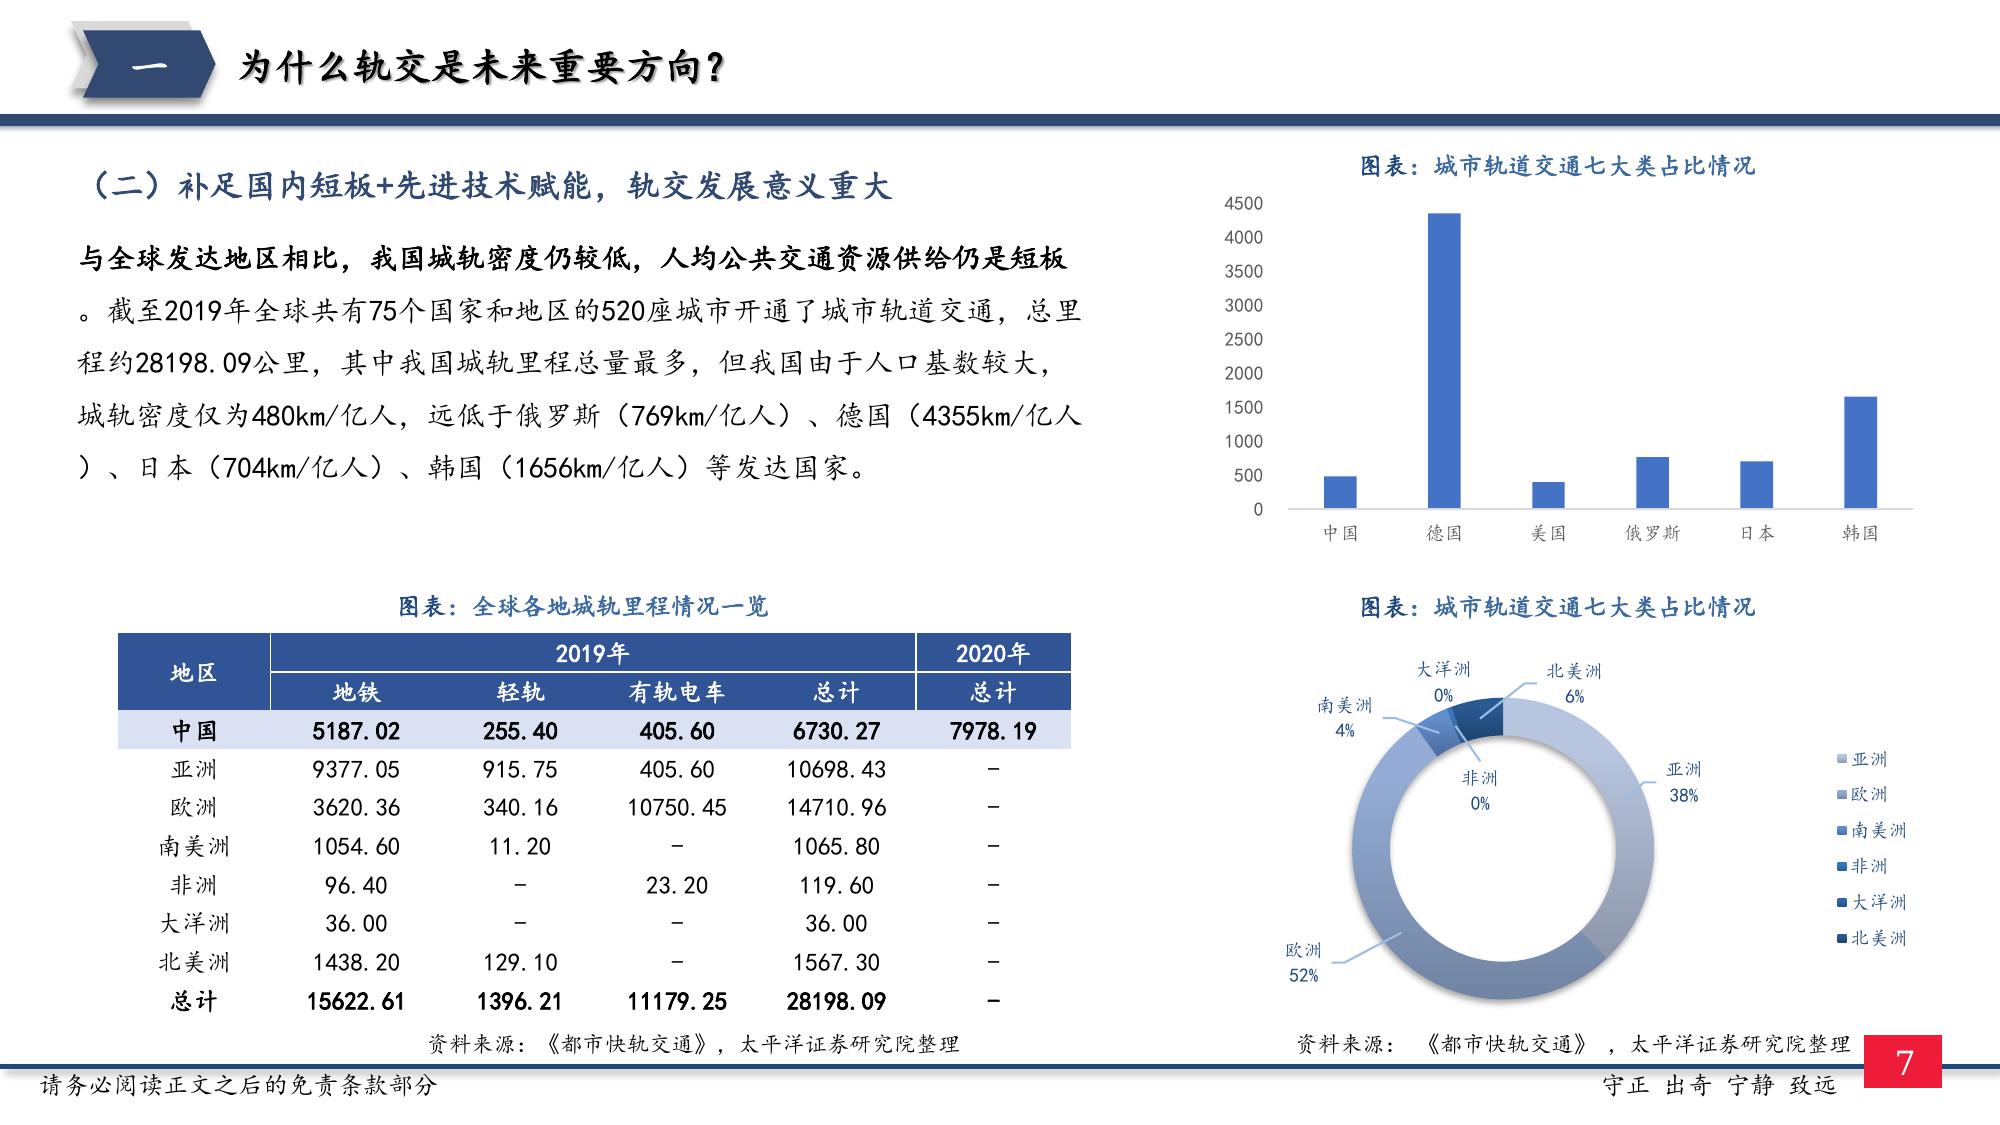 一
为什么轨交是未来重要方向?
（二）补足国内短板+先进技术赋能，轨交发展意义重大
与全球发达地区相比，我国城轨密度仍较低，人均公共交通资源供给仍是短板
。截至2019年全球共有75个国家和地区的520座城市开通了城市轨道交通，总里
程约28198.09公里，其中我国城轨里程总量最多，但我国由于人口基数较大，
城轨密度仅为480km/亿人，远低于俄罗斯（769km/亿人）、德国（4355km/亿人
）、日本（704km/亿人）、韩国（1656km/亿人）等发达国家。
图表：城市轨道交通七大类占比情况
4500
4000
3500
3000
2500
2000
1500
1000
500
0
中国 德国 美国 俄罗斯 日本 韩国
图表：全球各地城轨里程情况一览
地区 2019年 2020年
地铁 轻轨 有轨电车 总计 总计
中国 5187.02 255.40 405.60 6730.27 7978.19
亚洲 9377.05 915.75 405.60 10698.43 -
欧洲 3620.36 340.16 10750.45 14710.96 -
南美洲 1054.60 11.20 - 1065.80 -
非洲 96.40 - 23.20 119.60 -
大洋洲 36.00 - - 36.00 -
北美洲 1438.20 129.10 - 1567.30 -
总计 15622.61 1396.21 11179.25 28198.09 -
资料来源：《都市快轨交通》，太平洋证券研究院整理
图表：城市轨道交通七大类占比情况
大洋洲
0%
北美洲
6%
南美洲
4%
非洲
0%
亚洲
38%
欧洲
52%
亚洲
欧洲
南美洲
非洲
大洋洲
北美洲
资料来源： 《都市快轨交通》 ，太平洋证券研究院整理
7
请务必阅读正文之后的免责条款部分
守正 出奇 宁静 致远